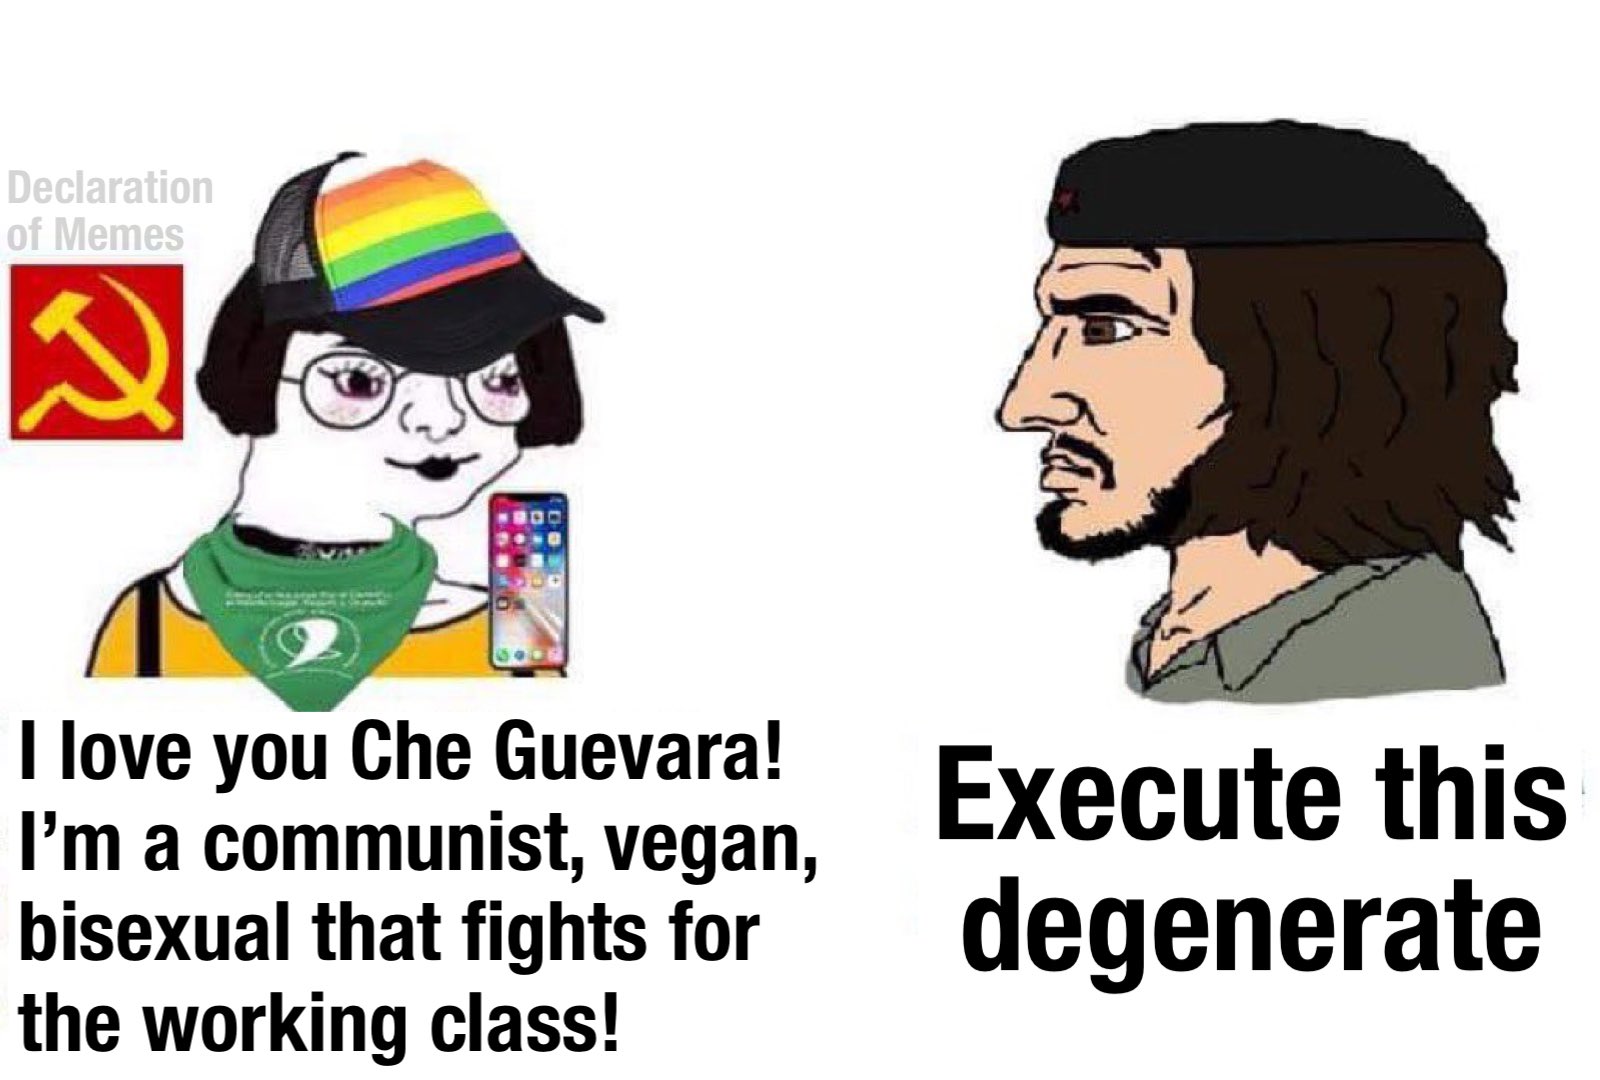 Declaration
of Memes
I love you Che Guevara!
I’m a communist, vegan,
bisexual that fights for
the working class!
Execute this
degenerate